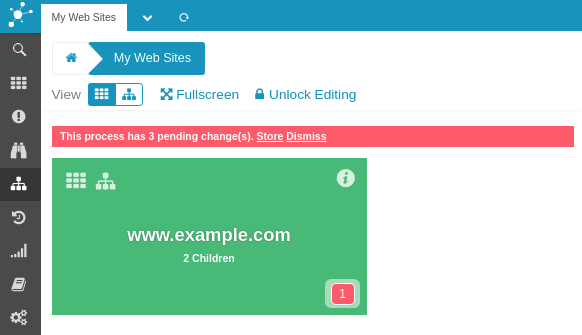 My Web Sites
My Web Sites
View Fullscreen Unlock Editing
This process has 3 pending change(s). Store Dismiss
www.example.com
2 Children
1